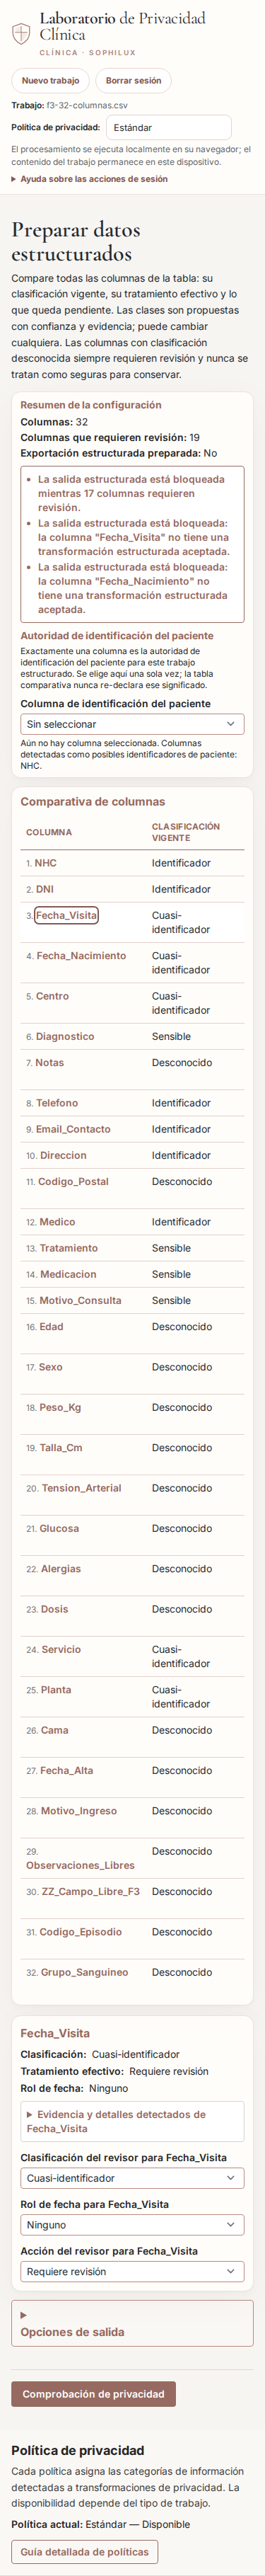 Laboratorio de Privacidad
Clínica
CLÍNICA · SOPHILUX
Nuevo trabajo
Borrar sesión
Trabajo: f3-32-columnas.csv
Política de privacidad:
Estándar
El procesamiento se ejecuta localmente en su navegador; el
contenido del trabajo permanece en este dispositivo.
Ayuda sobre las acciones de sesión
Preparar datos
estructurados
Compare todas las columnas de la tabla: su
clasificación vigente, su tratamiento efectivo y lo
que queda pendiente. Las clases son propuestas
con confianza y evidencia; puede cambiar
cualquiera. Las columnas con clasificación
desconocida siempre requieren revisión y nunca se
tratan como seguras para conservar.
Resumen de la configuración
Columnas: 32
Columnas que requieren revisión: 19
Exportación estructurada preparada: No
• La salida estructurada está bloqueada
mientras 17 columnas requieren
revisión.
• La salida estructurada está bloqueada:
la columna "Fecha_Visita" no tiene una
transformación estructurada aceptada.
• La salida estructurada está bloqueada:
la columna "Fecha_Nacimiento" no
tiene una transformación estructurada
aceptada.
Autoridad de identificación del paciente
Exactamente una columna es la autoridad de
identificación del paciente para este trabajo
estructurado. Se elige aquí una sola vez; la tabla
comparativa nunca re-declara ese significado.
Columna de identificación del paciente
Sin seleccionar
Aún no hay columna seleccionada. Columnas
detectadas como posibles identificadores de paciente:
NHC.
Comparativa de columnas
COLUMNA
CLASIFICACIÓN
VIGENTE
1. NHC Identificador
2. DNI Identificador
3. Fecha_Visita Cuasi-
identificador
4. Fecha_Nacimiento Cuasi-
identificador
5. Centro Cuasi-
identificador
6. Diagnostico Sensible
7. Notas Desconocido
8. Telefono Identificador
9. Email_Contacto Identificador
10. Direccion Identificador
11. Codigo_Postal Desconocido
12. Medico Identificador
13. Tratamiento Sensible
14. Medicacion Sensible
15. Motivo_Consulta Sensible
16. Edad Desconocido
17. Sexo Desconocido
18. Peso_Kg Desconocido
19. Talla_Cm Desconocido
20. Tension_Arterial Desconocido
21. Glucosa Desconocido
22. Alergias Desconocido
23. Dosis Desconocido
24. Servicio Cuasi-
identificador
25. Planta Cuasi-
identificador
26. Cama Desconocido
27. Fecha_Alta Desconocido
28. Motivo_Ingreso Desconocido
29. Desconocido
Observaciones_Libres
30. ZZ_Campo_Libre_F3 Desconocido
31. Codigo_Episodio Desconocido
32. Grupo_Sanguineo Desconocido
Fecha_Visita
Clasificación: Cuasi-identificador
Tratamiento efectivo: Requiere revisión
Rol de fecha: Ninguno
Evidencia y detalles detectados de
Fecha_Visita
Clasificación del revisor para Fecha_Visita
Cuasi-identificador
Rol de fecha para Fecha_Visita
Ninguno
Acción del revisor para Fecha_Visita
Requiere revisión
Opciones de salida
Comprobación de privacidad
Política de privacidad
Cada política asigna las categorías de información
detectadas a transformaciones de privacidad. La
disponibilidad depende del tipo de trabajo.
Política actual: Estándar — Disponible
Guía detallada de políticas